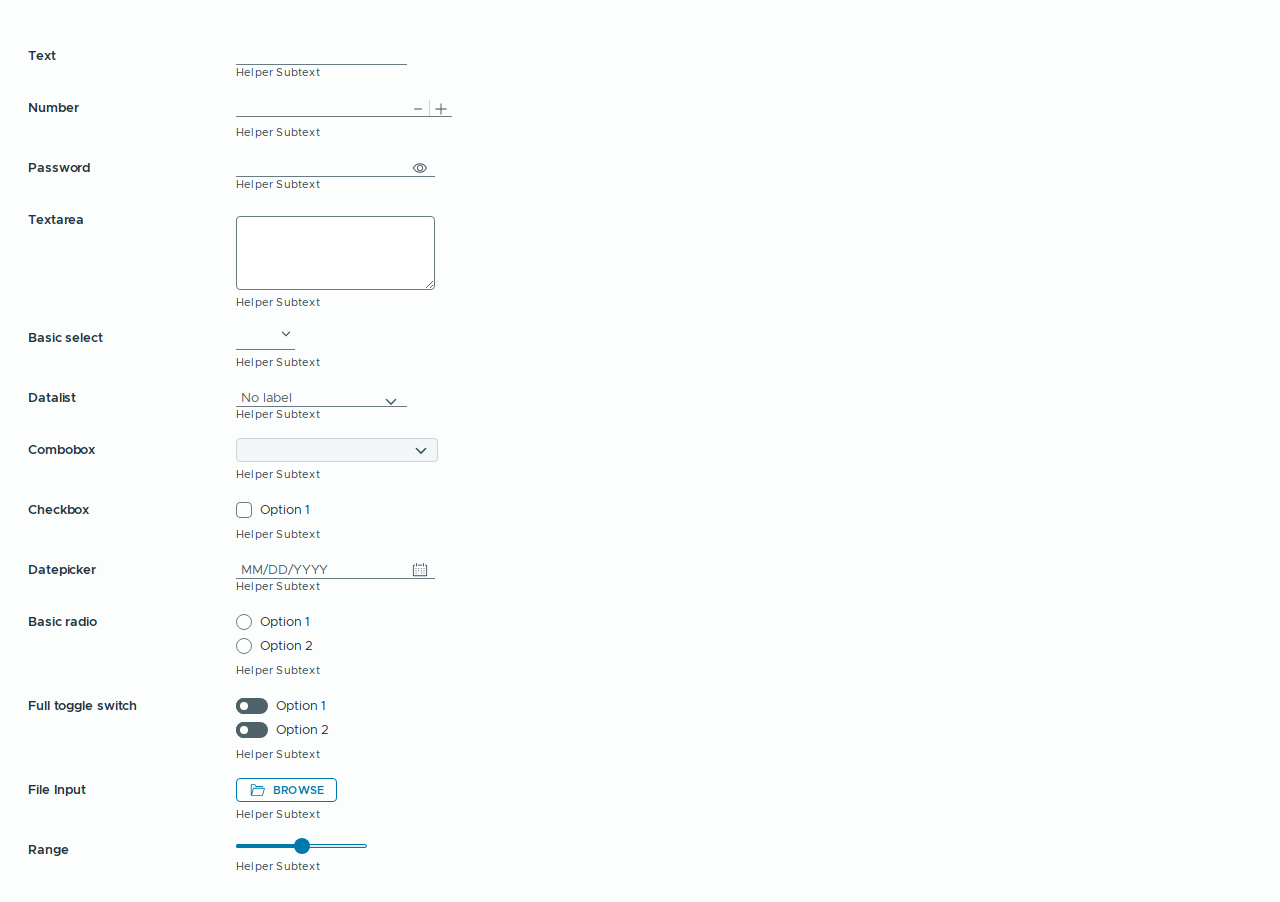 Text
Helper Subtext
Number
Helper Subtext
Password
Helper Subtext
Textarea
Helper Subtext
Basic select
Helper Subtext
Datalist No label
Helper Subtext
Combobox
Helper Subtext
Checkbox Option 1
Helper Subtext
Datepicker MM/DD/YYYY
Helper Subtext
Basic radio Option 1
Option 2
Helper Subtext
Full toggle switch Option 1
Option 2
Helper Subtext
File Input BROWSE
Helper Subtext
Range
Helper Subtext